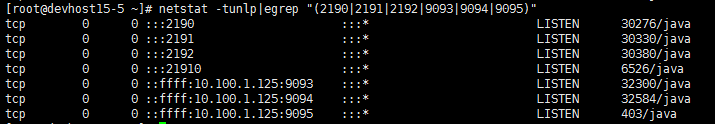 [root@devhost15-5 ~]# netstat -tunlp|egrep "(2190|2191|2192|9093|9094|9095)"
tcp 0 0 :::2190 :::* LISTEN 30276/java
tcp 0 0 :::2191 :::* LISTEN 30330/java
tcp 0 0 :::2192 :::* LISTEN 30380/java
tcp 0 0 :::21910 :::* LISTEN 6526/java
tcp 0 0 ::ffff:10.100.1.125:9093 :::* LISTEN 32300/java
tcp 0 0 ::ffff:10.100.1.125:9094 :::* LISTEN 32584/java
tcp 0 0 ::ffff:10.100.1.125:9095 :::* LISTEN 403/java